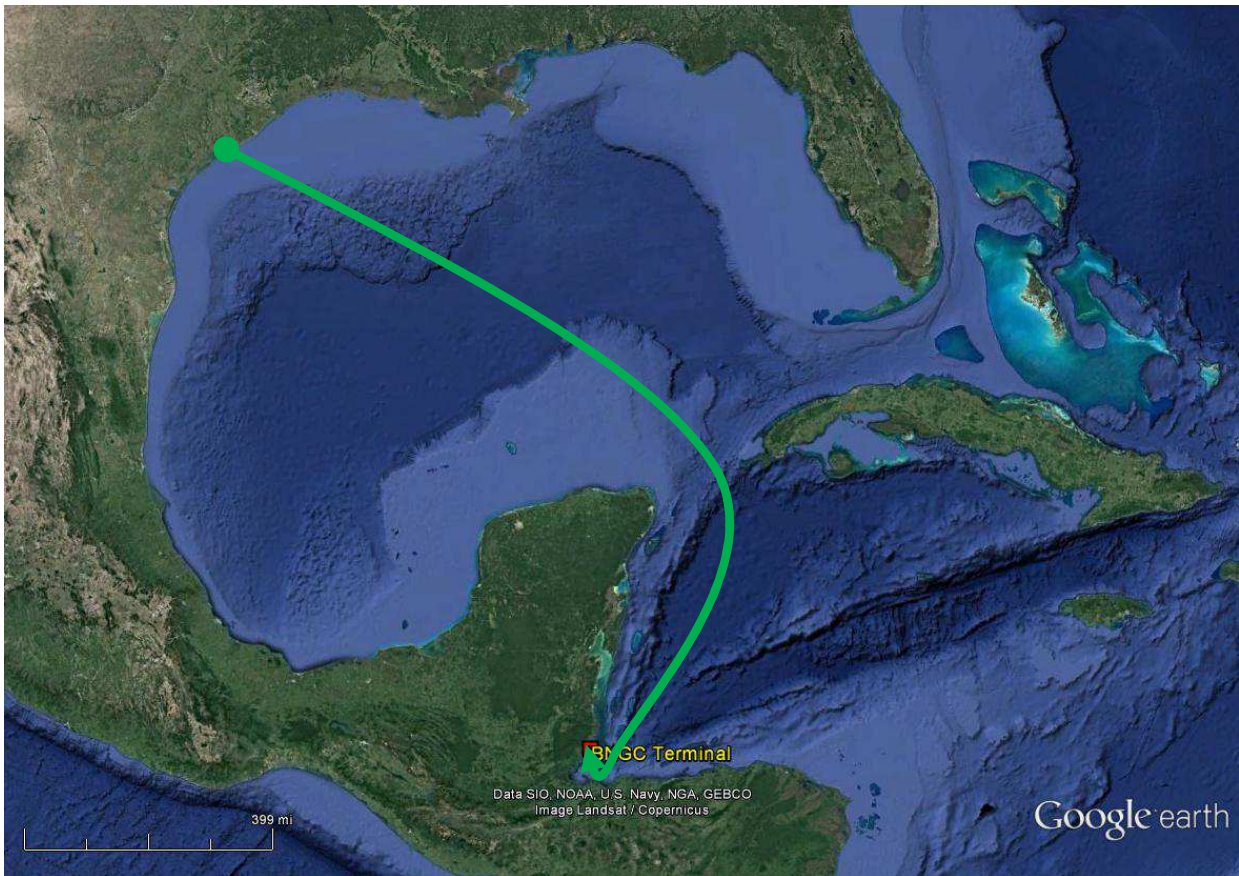 BNGC Terminal
Data SIO, NOAA, U.S. Navy, NGA, GEBCO
Image Landsat / Copernicus
399 mi
Google earth